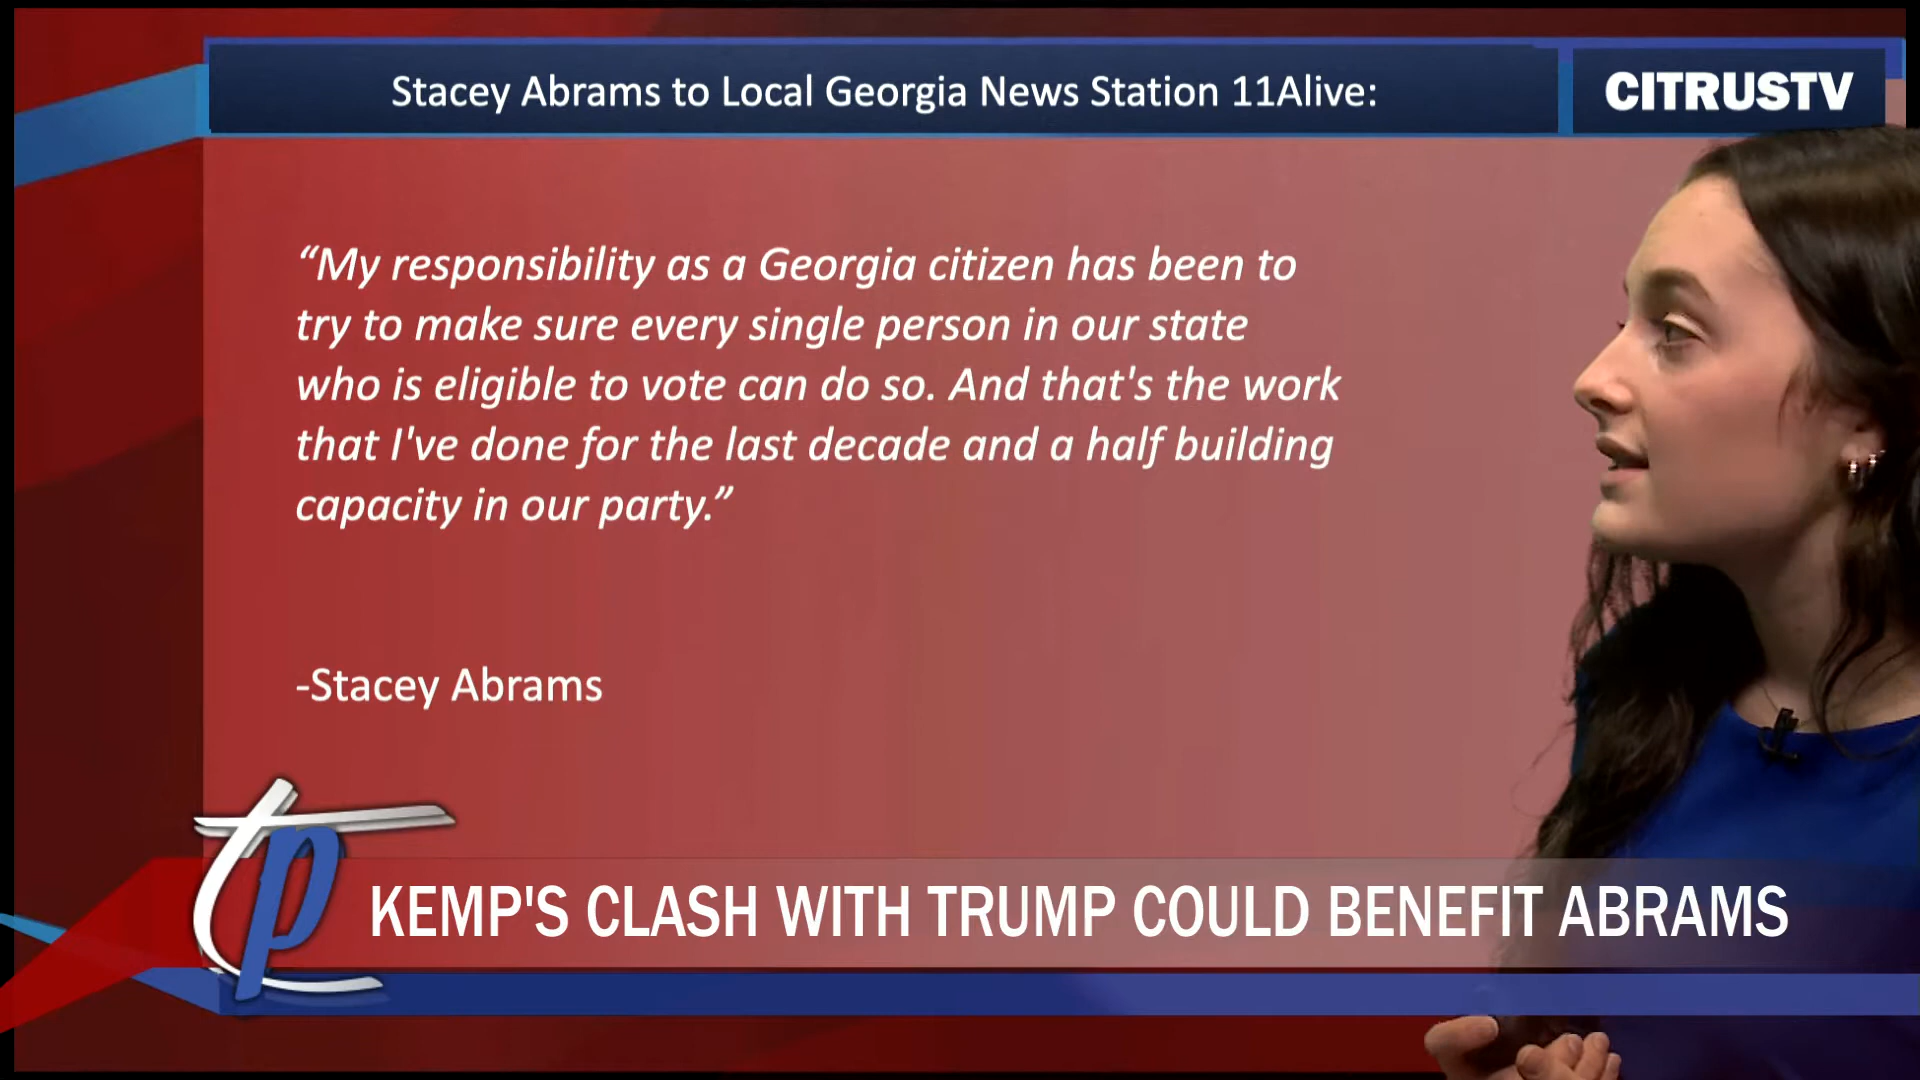 Stacey Abrams to Local Georgia News Station 11Alive:
CITRUSTV
“My responsibility as a Georgia citizen has been to
try to make sure every single person in our state
who is eligible to vote can do so. And that's the work
that I've done for the last decade and a half building
capacity in our party.”
-Stacey Abrams
tp
KEMP'S CLASH WITH TRUMP COULD BENEFIT ABRAMS